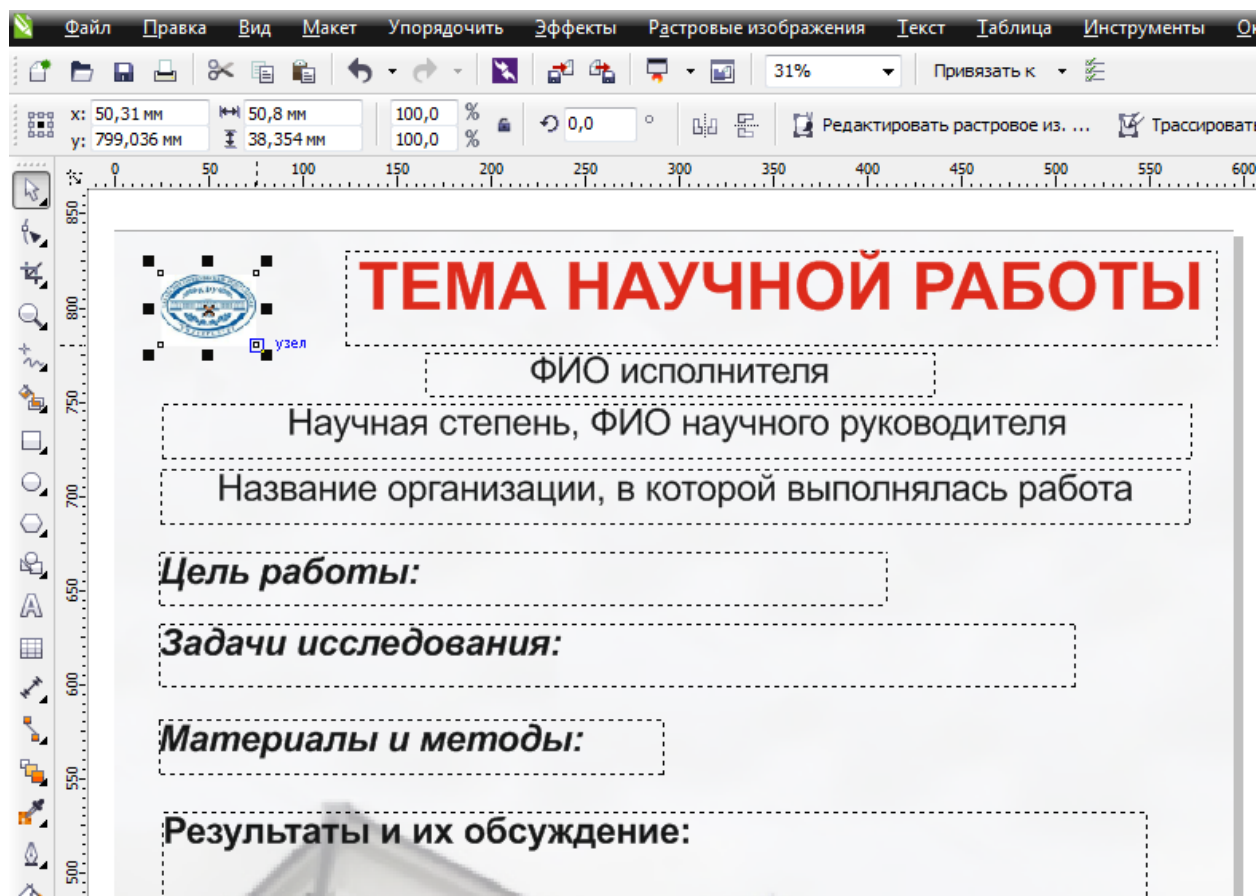 Файл Правка Вид Макет Упорядочить Эффекты Растровые изображения Текст Таблица Инструменты
31% Привязать к
x: 50,31 мм 50,8 мм 100,0 % 0,0 ° Редактировать растровое из. ... Трассировать
y: 799,036 мм 38,354 мм 100,0 %
0 50 100 150 200 250 300 350 400 450 500 550 600
850
ТЕМА НАУЧНОЙ РАБОТЫ
800
узел
ФИО исполнителя
750
Научная степень, ФИО научного руководителя
700
Название организации, в которой выполнялась работа
Цель работы:
650
Задачи исследования:
600
Материалы и методы:
550
Результаты и их обсуждение:
500